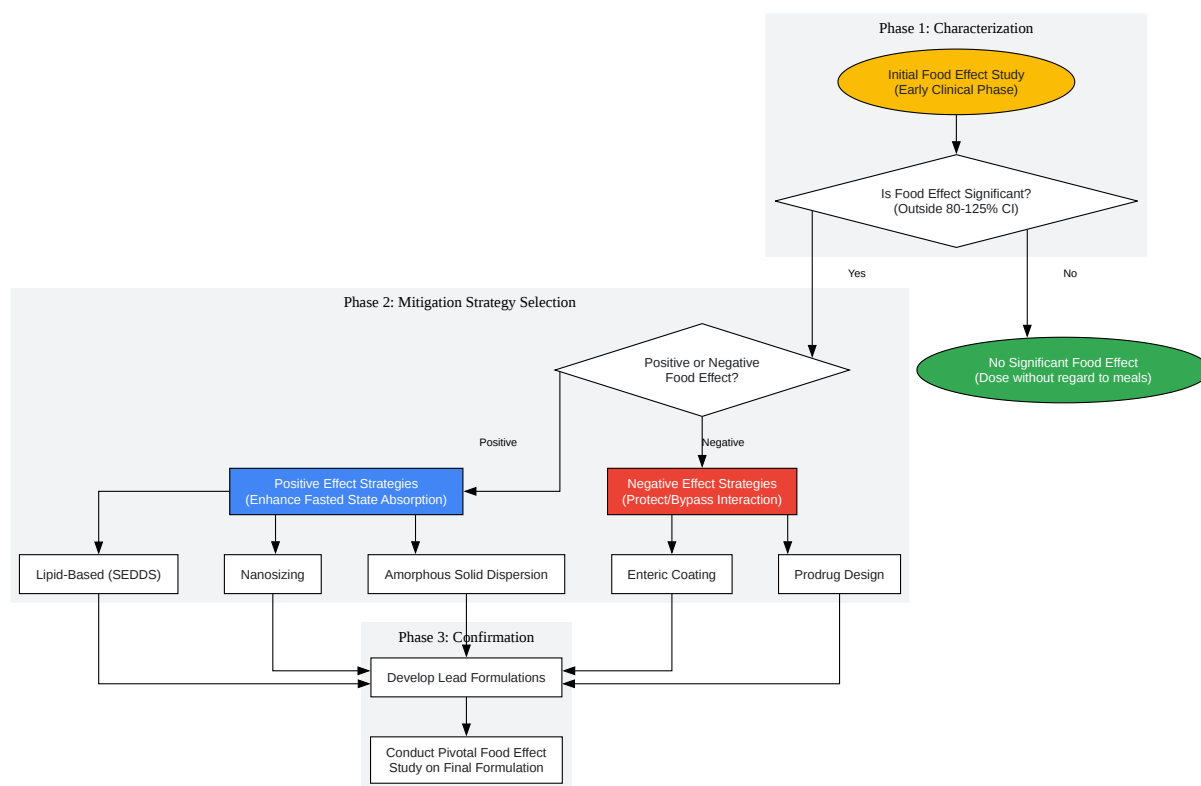 Phase 1: Characterization
Initial Food Effect Study
(Early Clinical Phase)
Is Food Effect Significant?
(Outside 80-125% CI)
Yes
No
Phase 2: Mitigation Strategy Selection
Positive or Negative
Food Effect?
No Significant Food Effect
(Dose without regard to meals)
Positive
Negative
Positive Effect Strategies
(Enhance Fasted State Absorption)
Negative Effect Strategies
(Protect/Bypass Interaction)
Lipid-Based (SEDDS)
Nanosizing
Amorphous Solid Dispersion
Enteric Coating
Prodrug Design
Phase 3: Confirmation
Develop Lead Formulations
Conduct Pivotal Food Effect
Study on Final Formulation